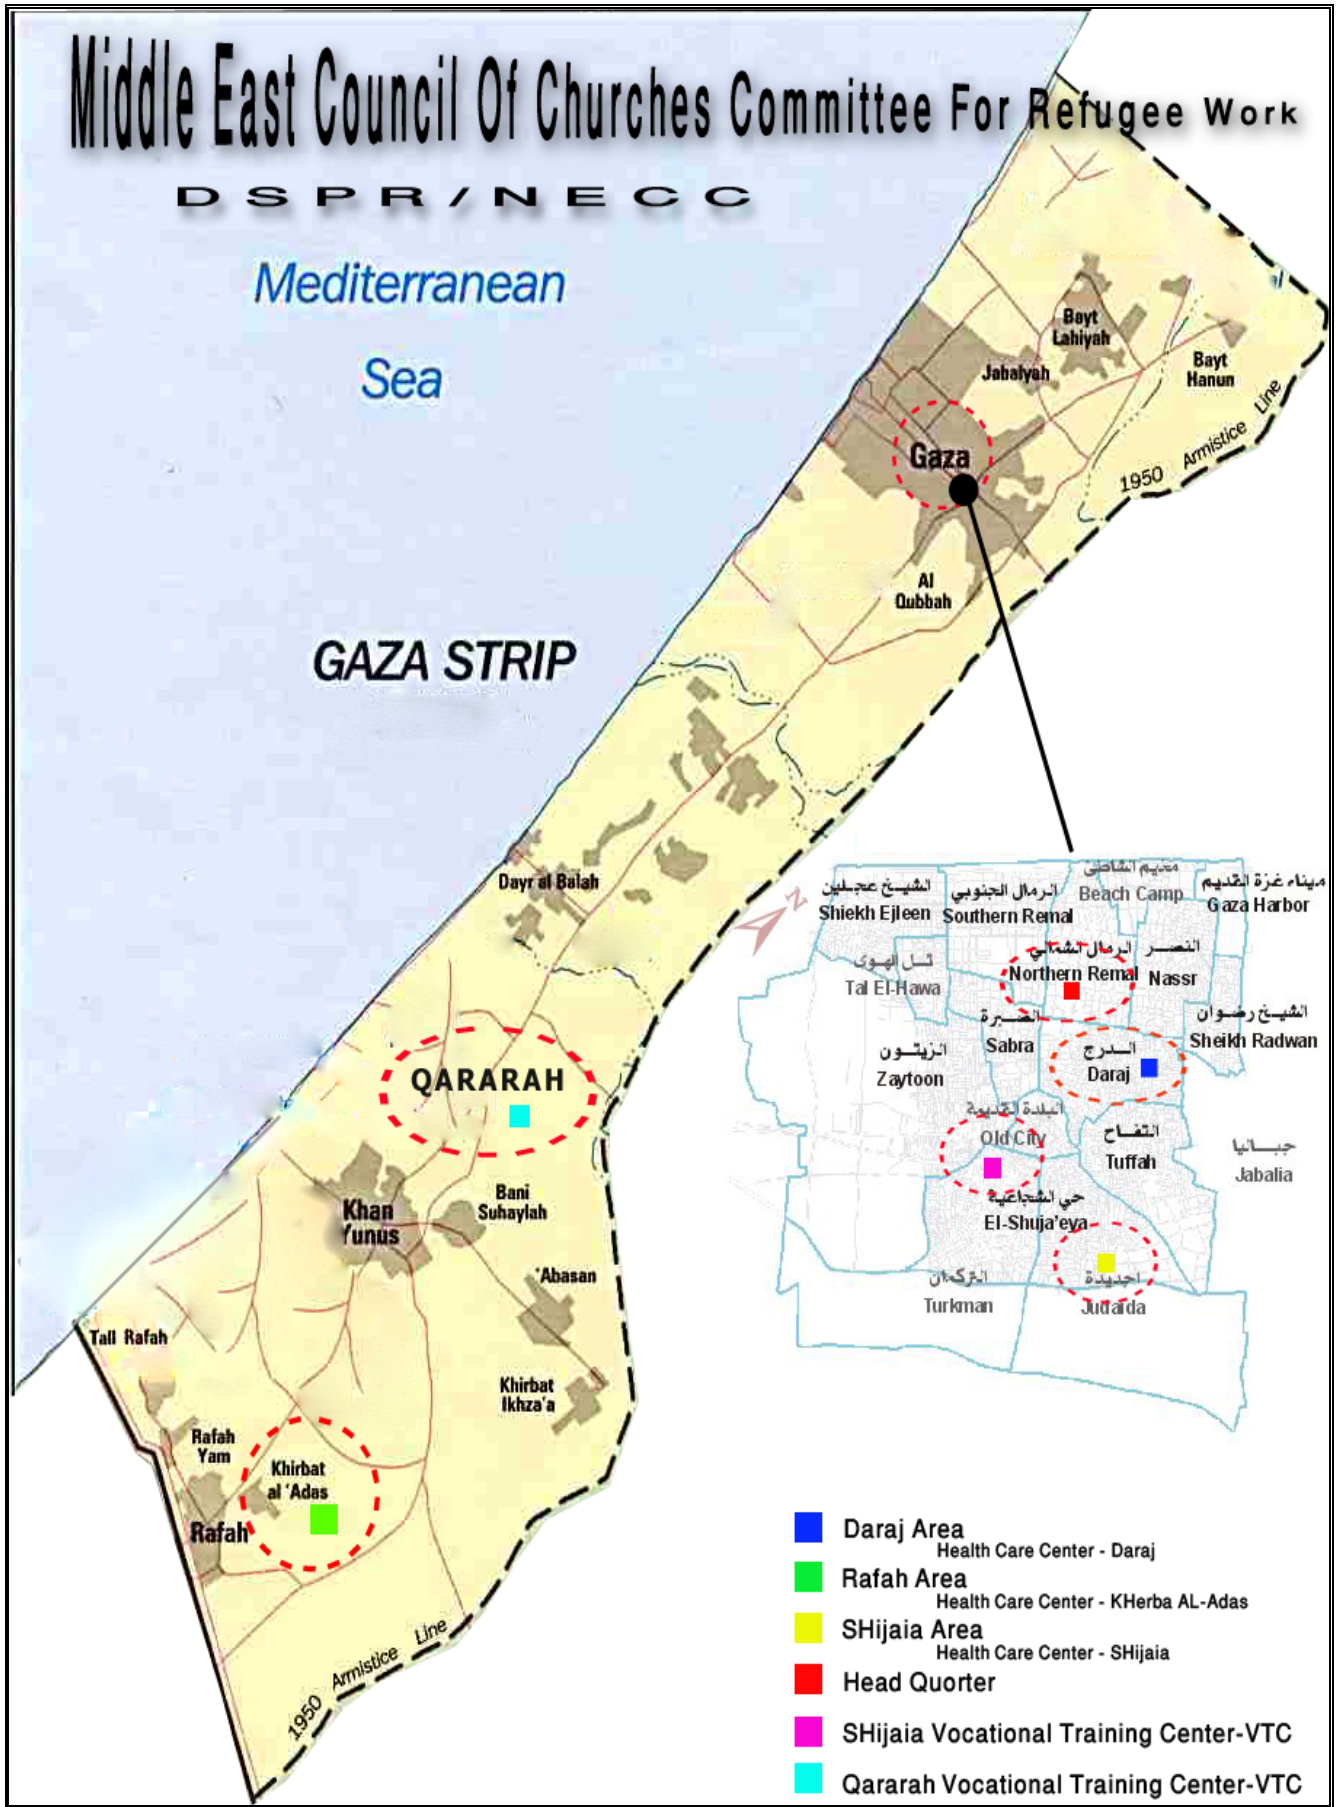 Middle East Council Of Churches Committee For Refugee Work
DSPR/NECC
Mediterranean
Sea
Bayt
Lahiyah
Jabalyah
Bayt
Hanun
Gaza
1950 Armistice Line
Al
Qubbah
GAZA STRIP
Dayr al Balah
N
الشيخ عجلين
Shiekh Ejleen
الرمال الجنوبي
Southern Remal
مخيم الشاطئ
Beach Camp
ميناء غزة القديم
Gaza Harbor
تل الهوى
Tal El-Hawa
الرمال الشمالي
Northern Remal
النصر
Nassr
الصبرة
Sabra
الشيخ رضوان
Sheikh Radwan
الزيتون
Zaytoon
الدرج
Daraj
البلدة القديمة
Old City
التفاح
Tuffah
جباليا
Jabalia
حي الشجاعية
El-Shuja'eya
التركمان
Turkman
اجديدة
Judaida
QARARAH
Khan
Yunus
Bani
Suhaylah
'Abasan
Khirbat
Ikhza'a
Tall Rafah
Rafah
Yam
Khirbat
al 'Adas
Rafah
1950 Armistice Line
Daraj Area
Health Care Center - Daraj
Rafah Area
Health Care Center - KHerba AL-Adas
SHijaia Area
Health Care Center - SHijaia
Head Quorter
SHijaia Vocational Training Center-VTC
Qararah Vocational Training Center-VTC